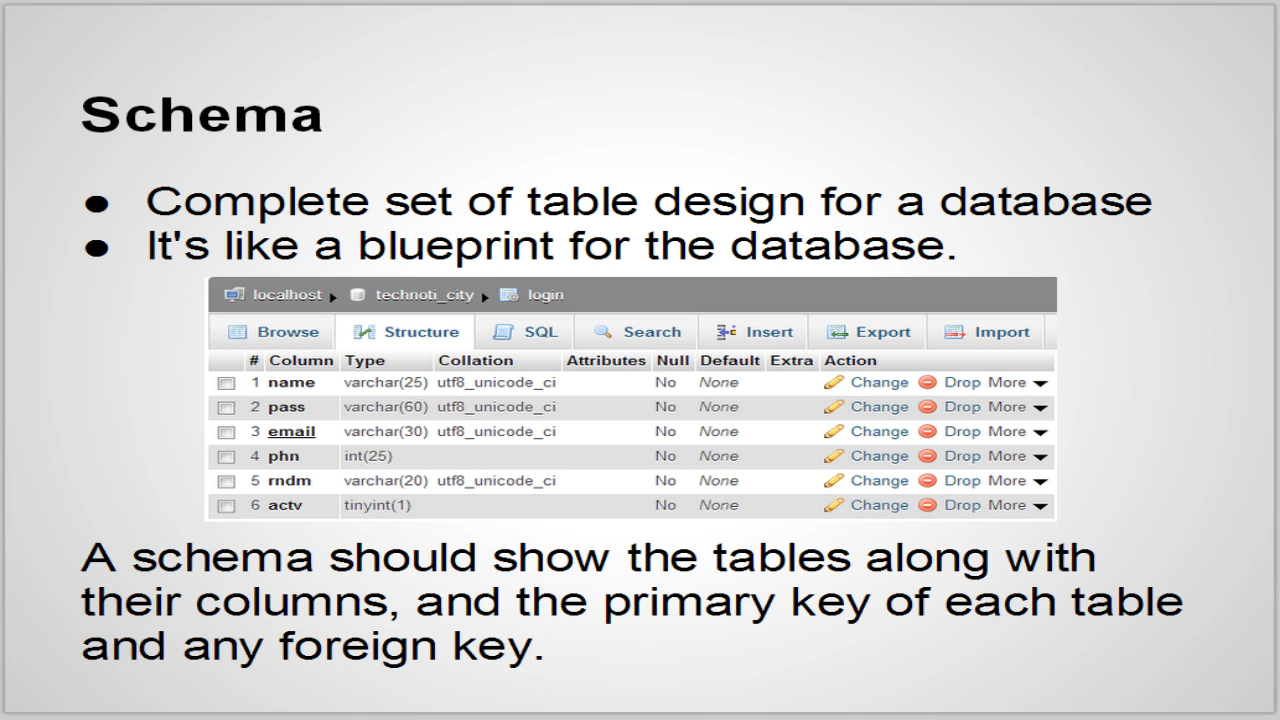 Schema
● Complete set of table design for a database
● It's like a blueprint for the database.
localhost ▸ technoti_city ▸ login
Browse Structure SQL Search Insert Export Import
# Column Type Collation Attributes Null Default Extra Action
1 name varchar(25) utf8_unicode_ci No None Change Drop More
2 pass varchar(60) utf8_unicode_ci No None Change Drop More
3 email varchar(30) utf8_unicode_ci No None Change Drop More
4 phn int(25) No None Change Drop More
5 rndm varchar(20) utf8_unicode_ci No None Change Drop More
6 actv tinyint(1) No None Change Drop More
A schema should show the tables along with
their columns, and the primary key of each table
and any foreign key.